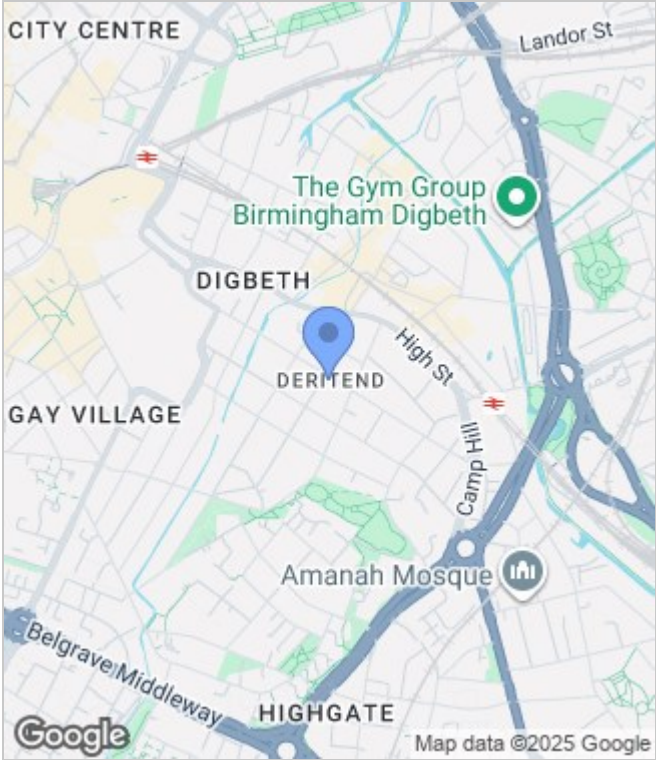 CITY CENTRE
Landor St
The Gym Group
Birmingham Digbeth
DIGBETH
High St
DERITEND
GAY VILLAGE
Camp Hill
Amanah Mosque
Belgrave Middleway
HIGHGATE
Google
Map data ©2025 Google